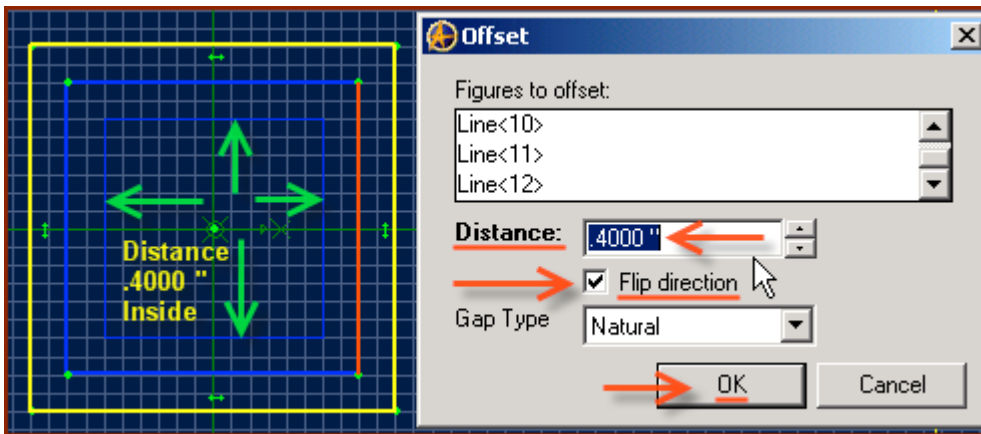 Offset
Figures to offset:
Line<10>
Line<11>
Line<12>
Distance: .4000 "
Flip direction
Gap Type Natural
OK Cancel
Distance
.4000 "
Inside